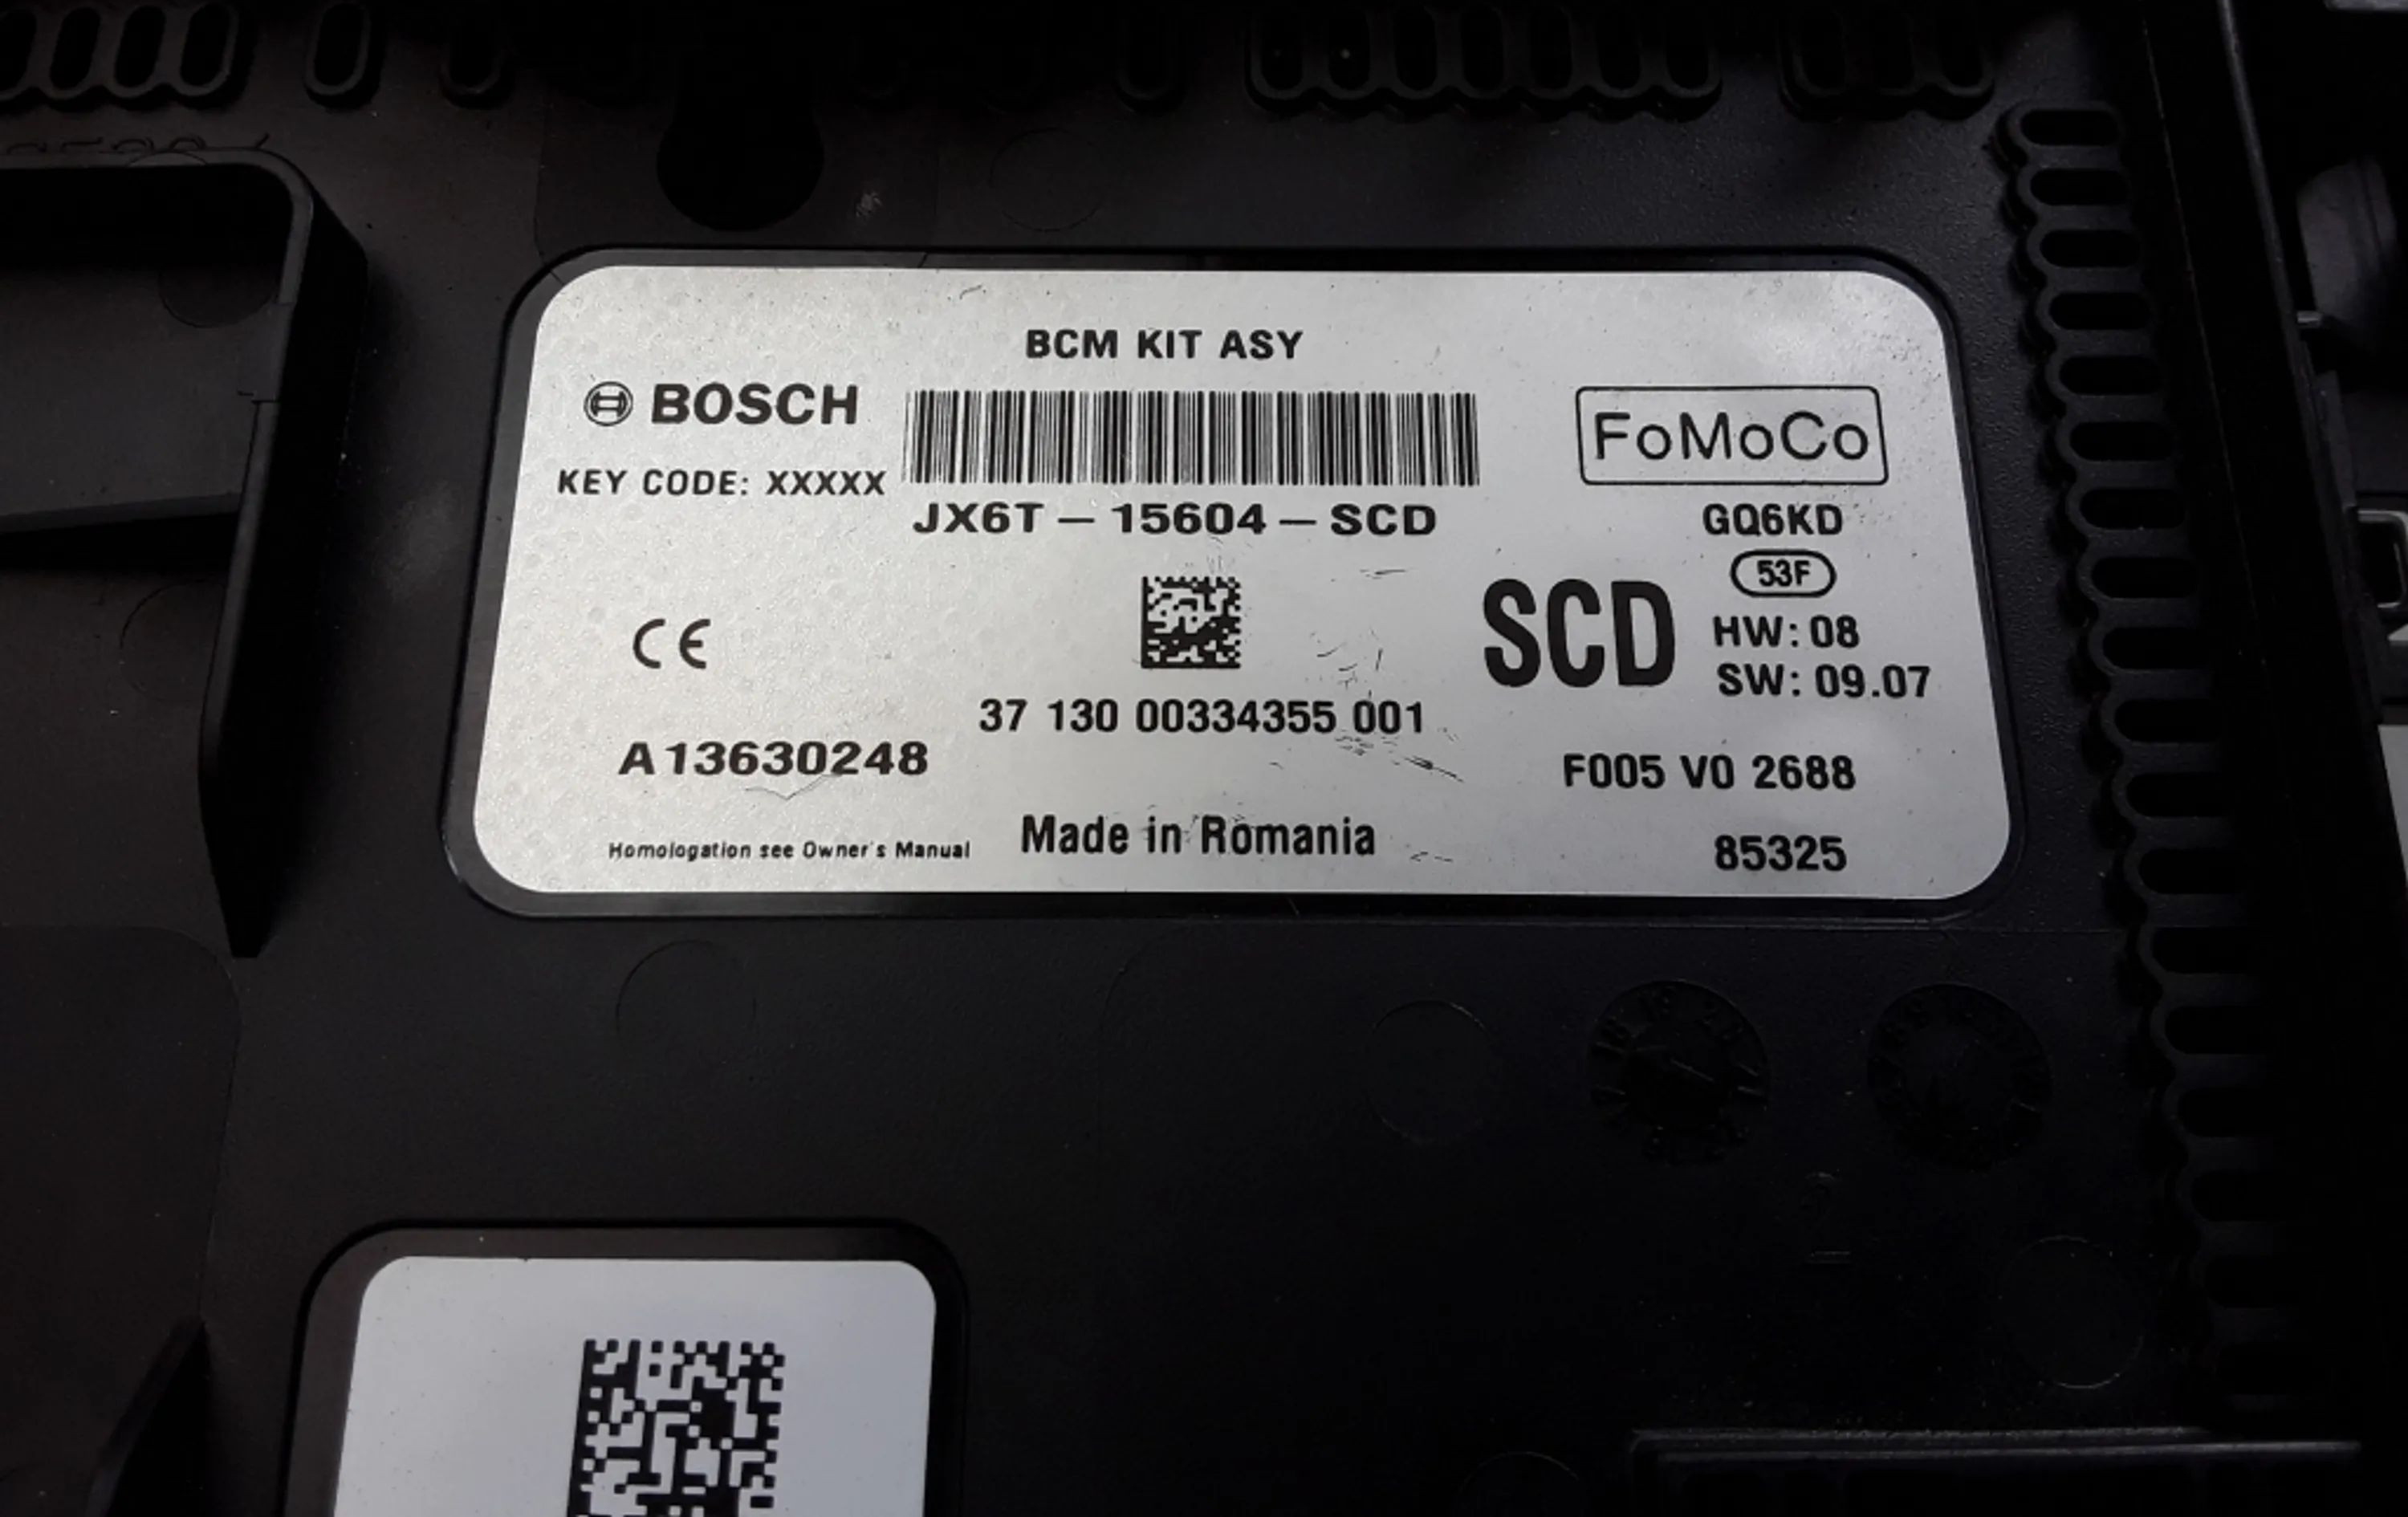 BCM KIT ASY
BOSCH
FoMoCo
KEY CODE: XXXXX
JX6T - 15604 - SCD
GQ6KD
53F
CE
SCD
HW: 08
SW: 09.07
37 130 00334355 001
A13630248
F005 V0 2688
Homologation see Owner's Manual
Made in Romania
85325